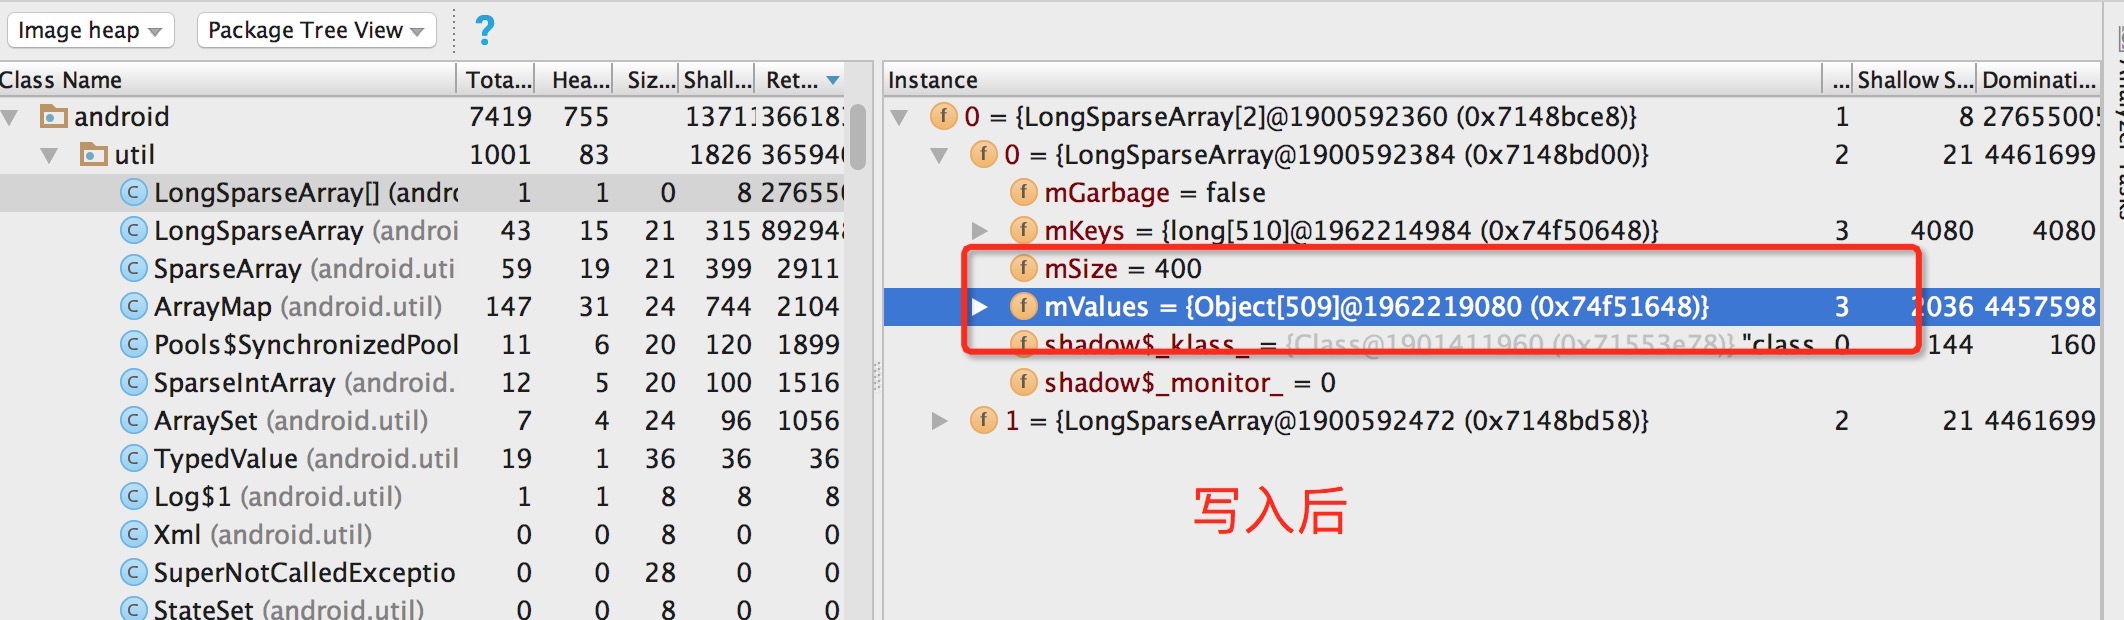 Image heap Package Tree View ?
Class Name Tota... Hea... Siz... Shall... Ret...
android 7419 755
util 1001 83 1826
LongSparseArray[] (andro 1 1 0 8
LongSparseArray (androi 43 15 21 315
SparseArray (android.uti 59 19 21 399 2911
ArrayMap (android.util) 147 31 24 744 2104
Pools$SynchronizedPool 11 6 20 120 1899
SparseIntArray (android. 12 5 20 100 1516
ArraySet (android.util) 7 4 24 96 1056
TypedValue (android.util 19 1 36 36 36
Log$1 (android.util) 1 1 8 8 8
Xml (android.util) 0 0 8 0 0
SuperNotCalledExceptio 0 0 28 0 0
StateSet (android.util) 0 0 8 0 0
Instance ... Shallow S... Dominati...
0 = {LongSparseArray[2]@1900592360 (0x7148bce8)} 1 8 27655005
0 = {LongSparseArray@1900592384 (0x7148bd00)} 2 21 4461699
mGarbage = false
mKeys = {long[510]@1962214984 (0x74f50648)} 3 4080 4080
mSize = 400
mValues = {Object[509]@1962219080 (0x74f51648)} 3 2036 4457598
shadow$_klass_ = {Class@1901411960 (0x71553e78)} "class 0 144 160
shadow$_monitor_ = 0
1 = {LongSparseArray@1900592472 (0x7148bd58)} 2 21 4461699
写入后